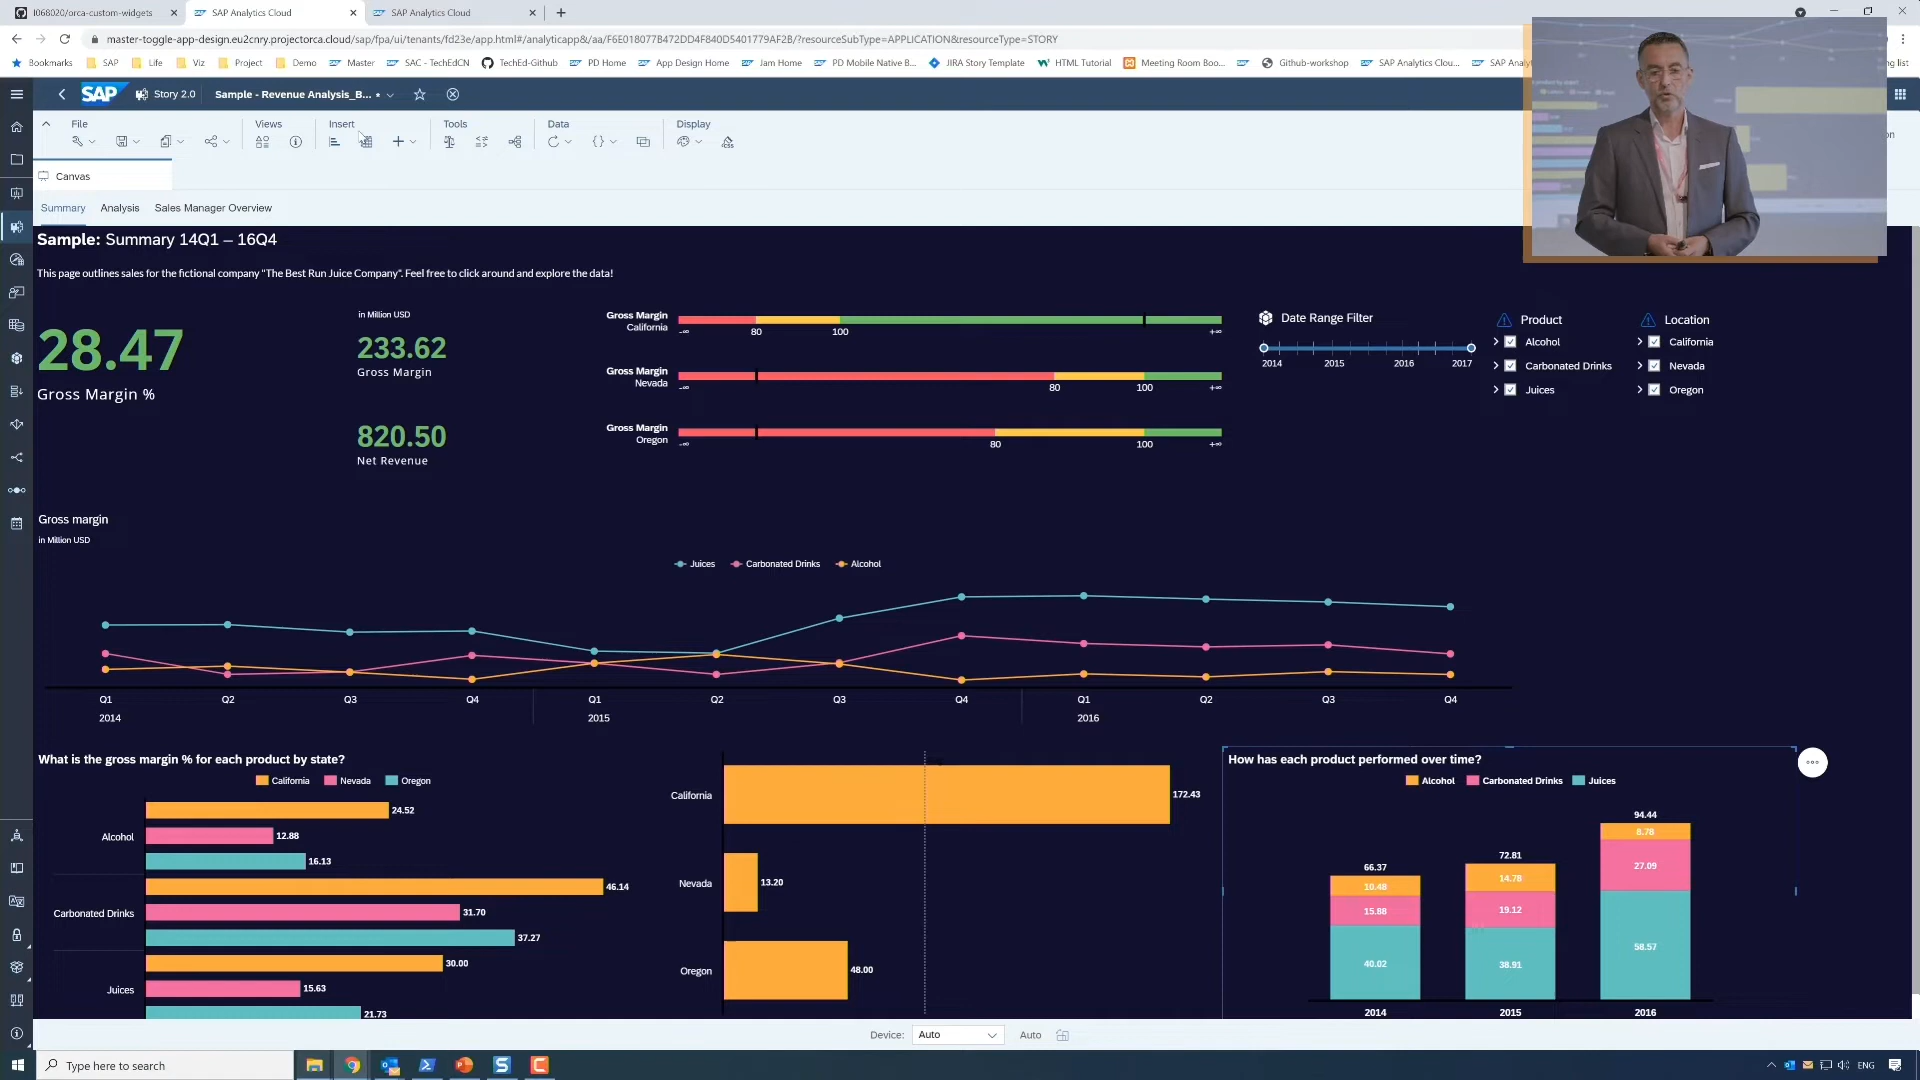 I068020/orca-custom-widgets
SAP Analytics Cloud
SAP Analytics Cloud
master-toggle-app-design.eu2cnry.projectorca.cloud/sap/fpa/ui/tenants/fd23e/app.html#/analyticapp&/aa/F6E018077B472DD4F840D5401779AF2B/?resourceSubType=APPLICATION&resourceType=STORY
Bookmarks SAP Life Viz Project Demo Master SAC - TechEdCN TechEd-Github PD Home App Design Home Jam Home PD Mobile Native B... JIRA Story Template HTML Tutorial Meeting Room Boo... Github-workshop SAP Analytics Clou... SAP
SAP Story 2.0 Sample - Revenue Analysis_B...
File Views Insert Tools Data Display
Canvas
Summary Analysis Sales Manager Overview
Sample: Summary 14Q1 – 16Q4
This page outlines sales for the fictional company "The Best Run Juice Company". Feel free to click around and explore the data!
28.47
Gross Margin %
in Million USD
233.62
Gross Margin
820.50
Net Revenue
Gross Margin
California
-∞ 80 100 +∞
Gross Margin
Nevada
-∞ 80 100 +∞
Gross Margin
Oregon
-∞ 80 100 +∞
Date Range Filter
2014 2015 2016 2017
Product
Alcohol
Carbonated Drinks
Juices
Location
California
Nevada
Oregon
Gross margin
in Million USD
Juices Carbonated Drinks Alcohol
Q1 Q2 Q3 Q4 Q1 Q2 Q3 Q4 Q1 Q2 Q3 Q4
2014 2015 2016
What is the gross margin % for each product by state?
California Nevada Oregon
Alcohol
24.52
12.88
16.13
Carbonated Drinks
46.14
31.70
37.27
Juices
30.00
15.63
21.73
California 172.43
Nevada 13.20
Oregon 48.00
How has each product performed over time?
Alcohol Carbonated Drinks Juices
66.37
10.48
15.88
40.02
2014
72.81
14.78
19.12
38.91
2015
94.44
8.78
27.09
58.57
2016
Device: Auto Auto
Type here to search
ENG